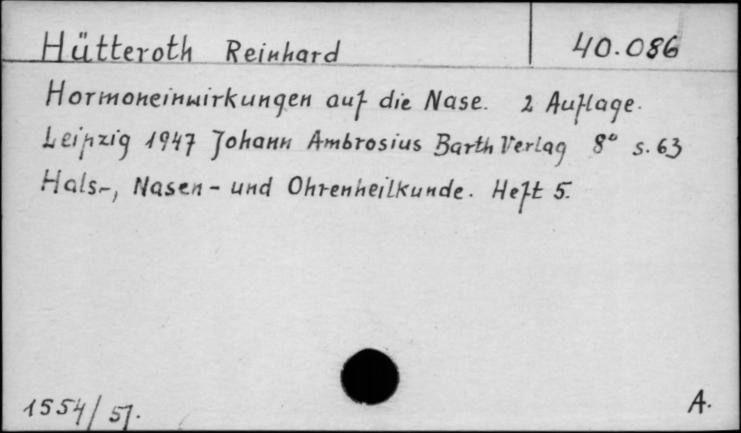 Hütteroth Reinhard 40.086
Hormoneinwirkungen auf die Nase. 2 Auflage.
Leipzig 1947 Johann Ambrosius Barth Verlag 8° s. 63
Hals-, Nasen- und Ohrenheilkunde. Heft 5.
1554/51. A.